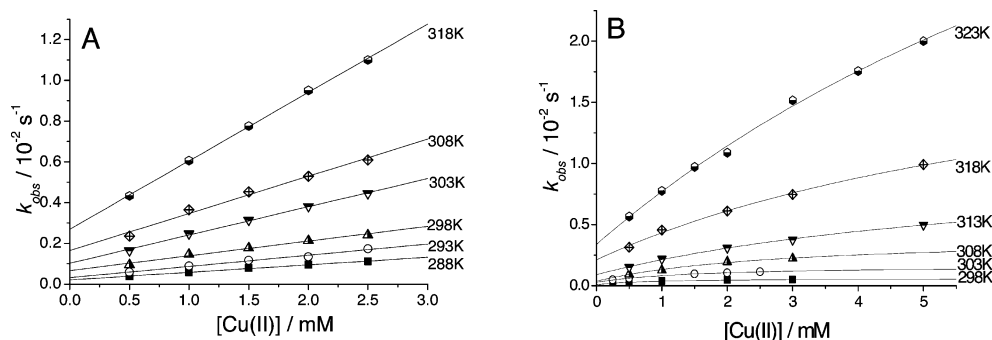 A
k_obs / 10^-2 s^-1
1.2
1.0
0.8
0.6
0.4
0.2
0.0
318K
308K
303K
298K
293K
288K
0.0 0.5 1.0 1.5 2.0 2.5 3.0
[Cu(II)] / mM
B
k_obs / 10^-2 s^-1
2.0
1.5
1.0
0.5
0.0
323K
318K
313K
308K
303K
298K
0 1 2 3 4 5
[Cu(II)] / mM